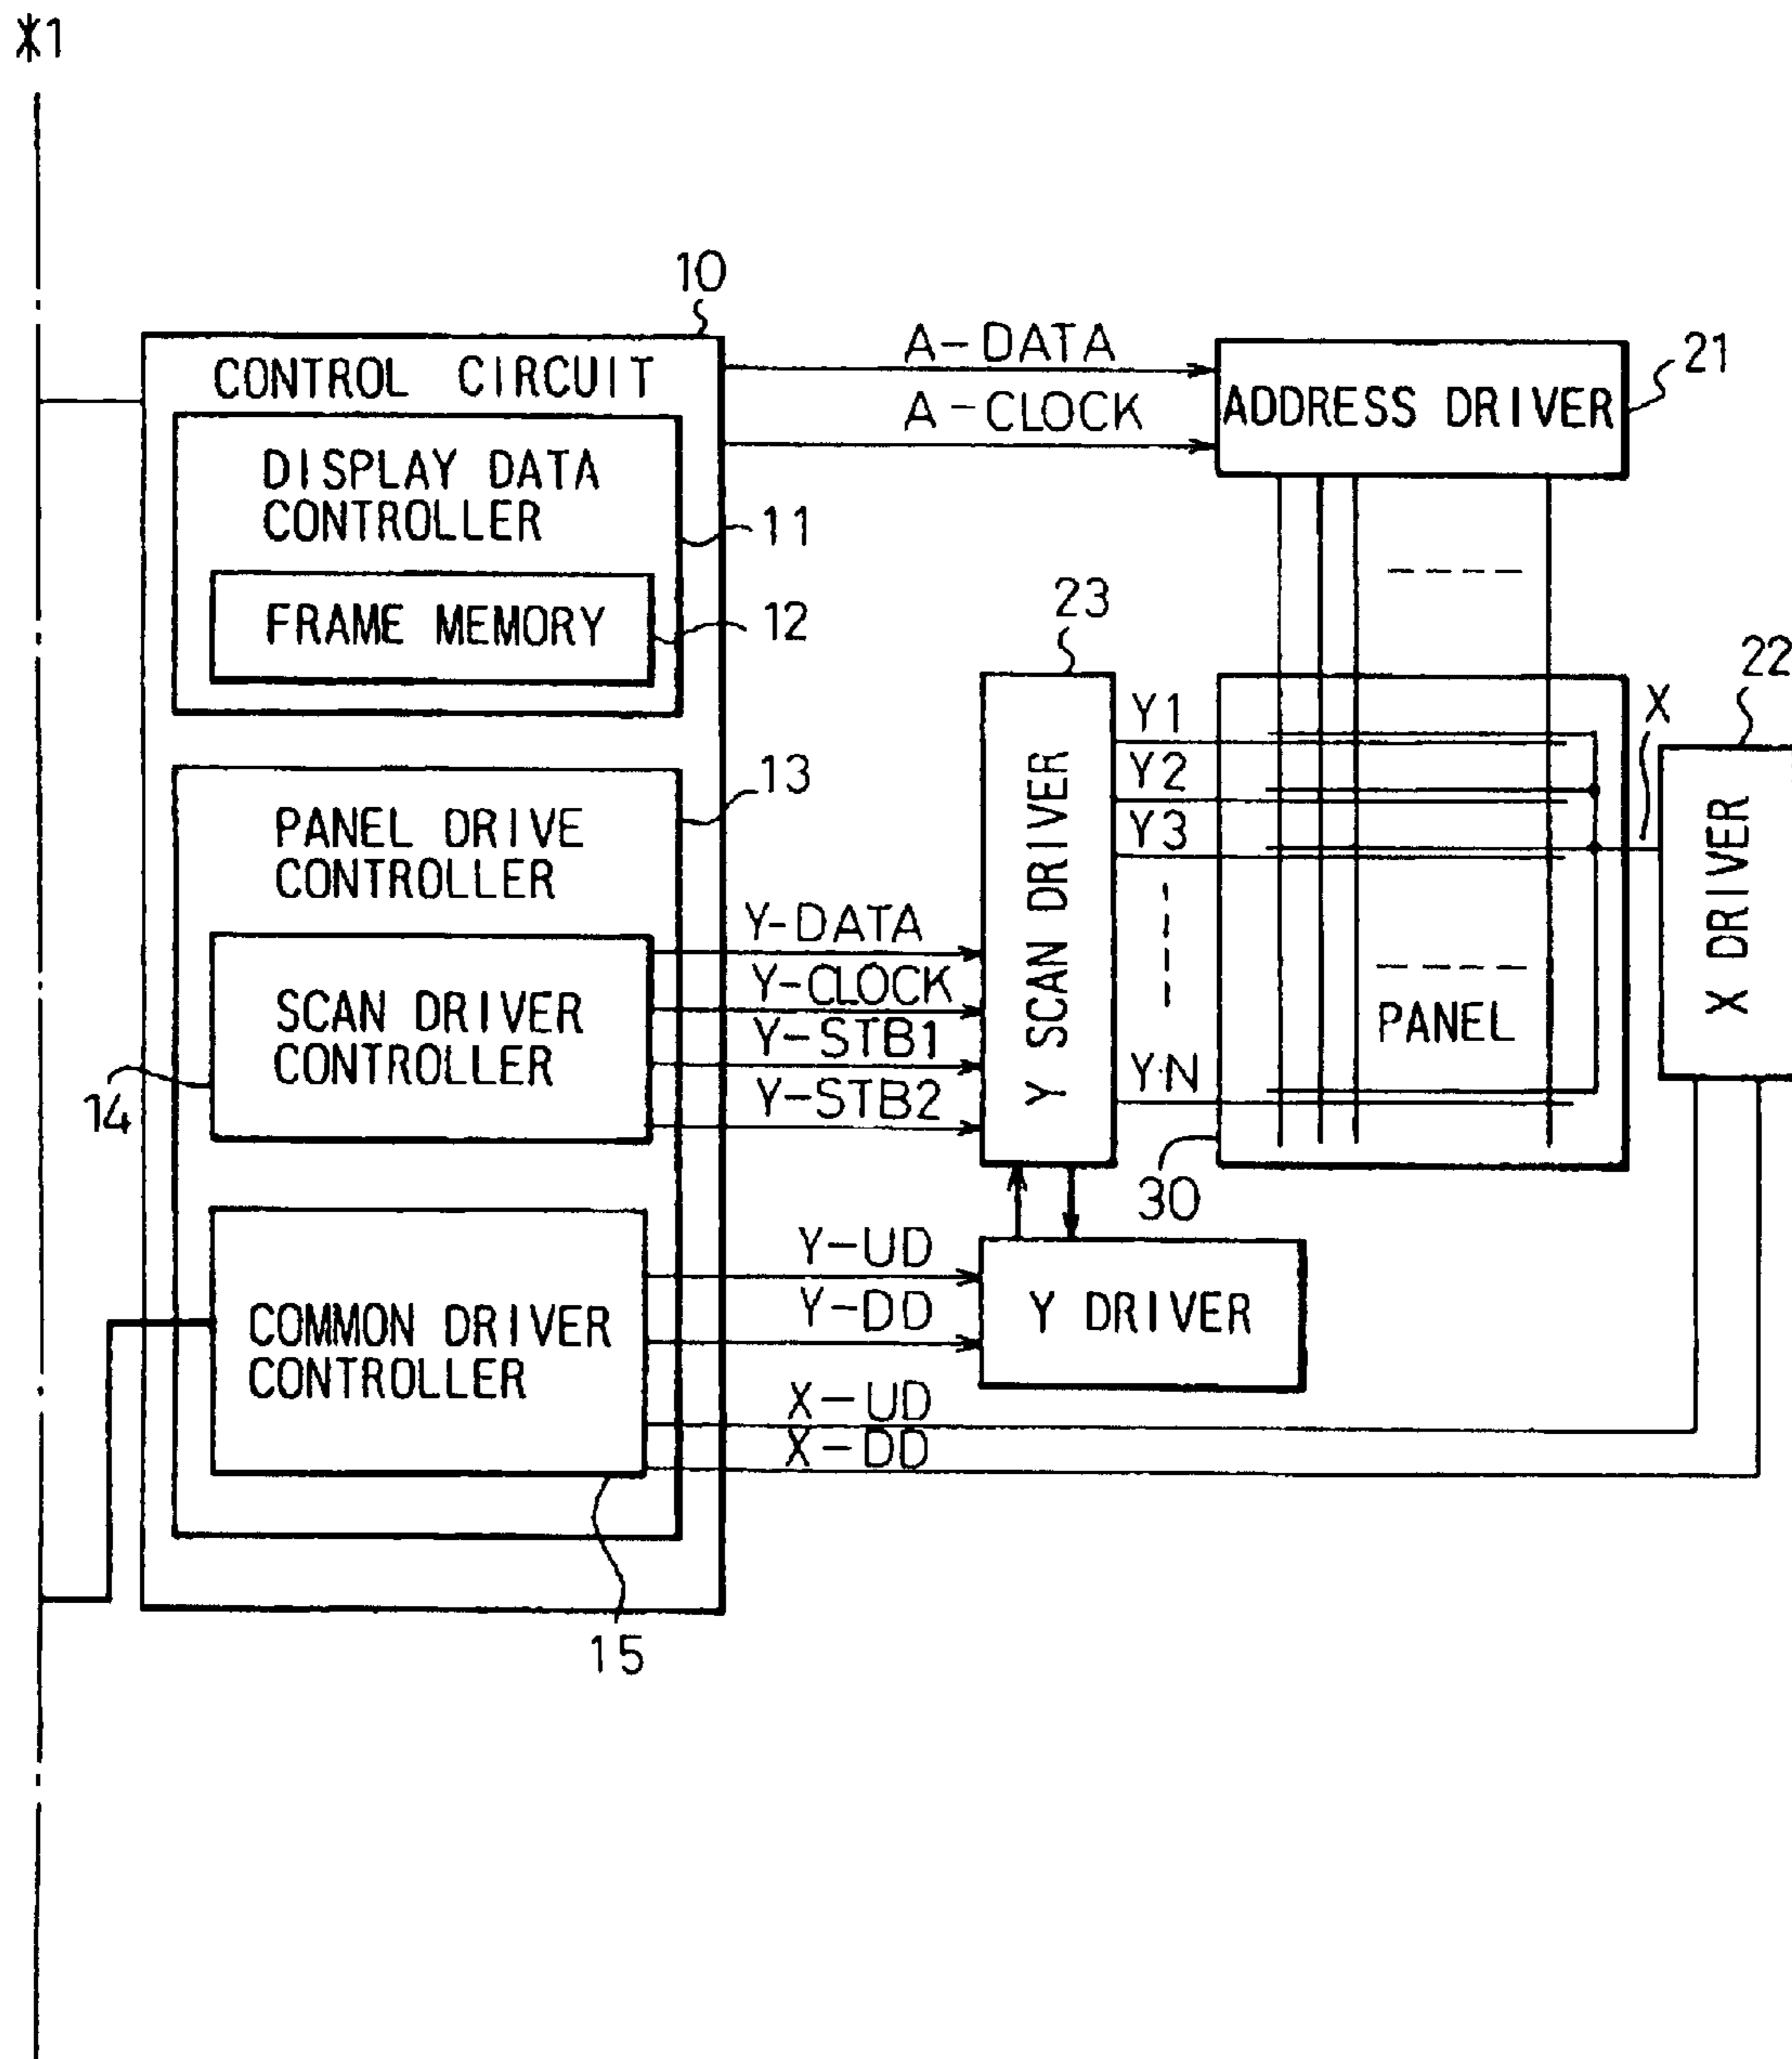 *1
10
CONTROL CIRCUIT
DISPLAY DATA
CONTROLLER
11
FRAME MEMORY
12
13
PANEL DRIVE
CONTROLLER
SCAN DRIVER
CONTROLLER
14
COMMON DRIVER
CONTROLLER
15
A-DATA
A-CLOCK
ADDRESS DRIVER
21
23
Y SCAN DRIVER
Y1
Y2
Y3
Y·N
X
22
X DRIVER
PANEL
30
Y-DATA
Y-CLOCK
Y-STB1
Y-STB2
Y-UD
Y-DD
Y DRIVER
X-UD
X-DD